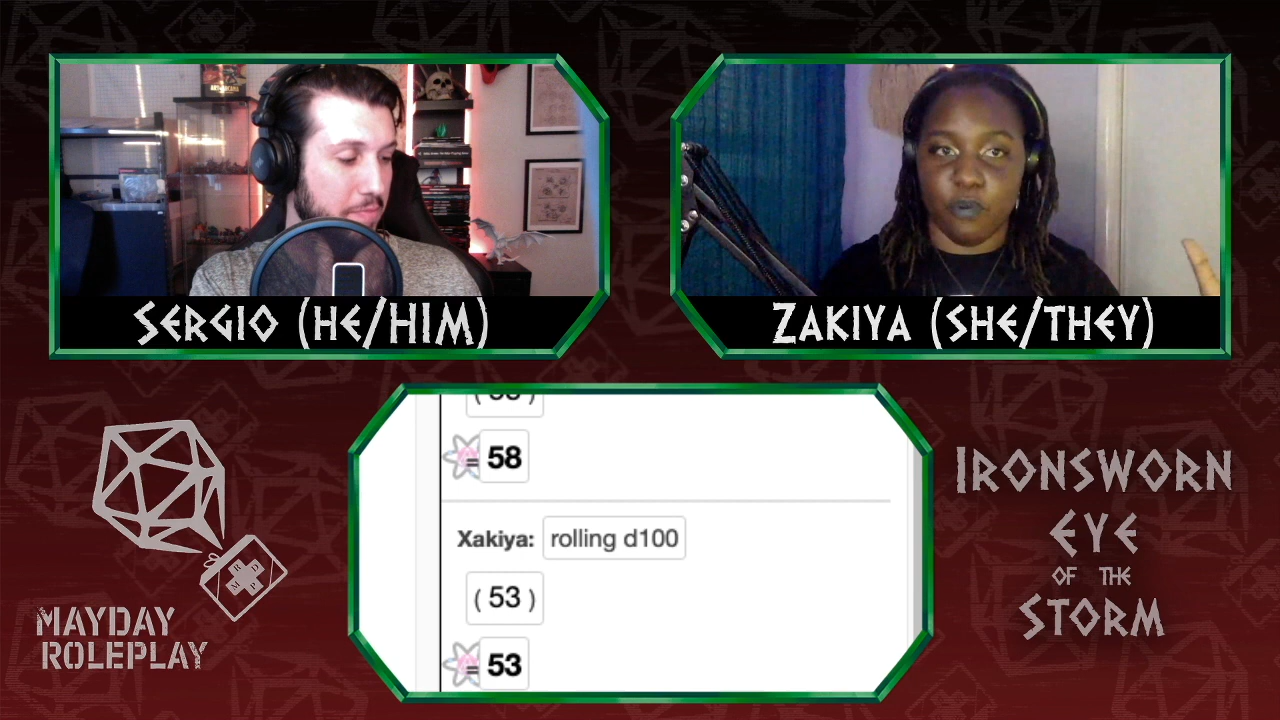 SERGIO (HE/HIM)
ZAKIYA (SHE/THEY)
= 58
Xakiya: rolling d100
( 53 )
= 53
MAYDAY
ROLEPLAY
M R D P
IRONSWORN
EYE
OF THE
STORM